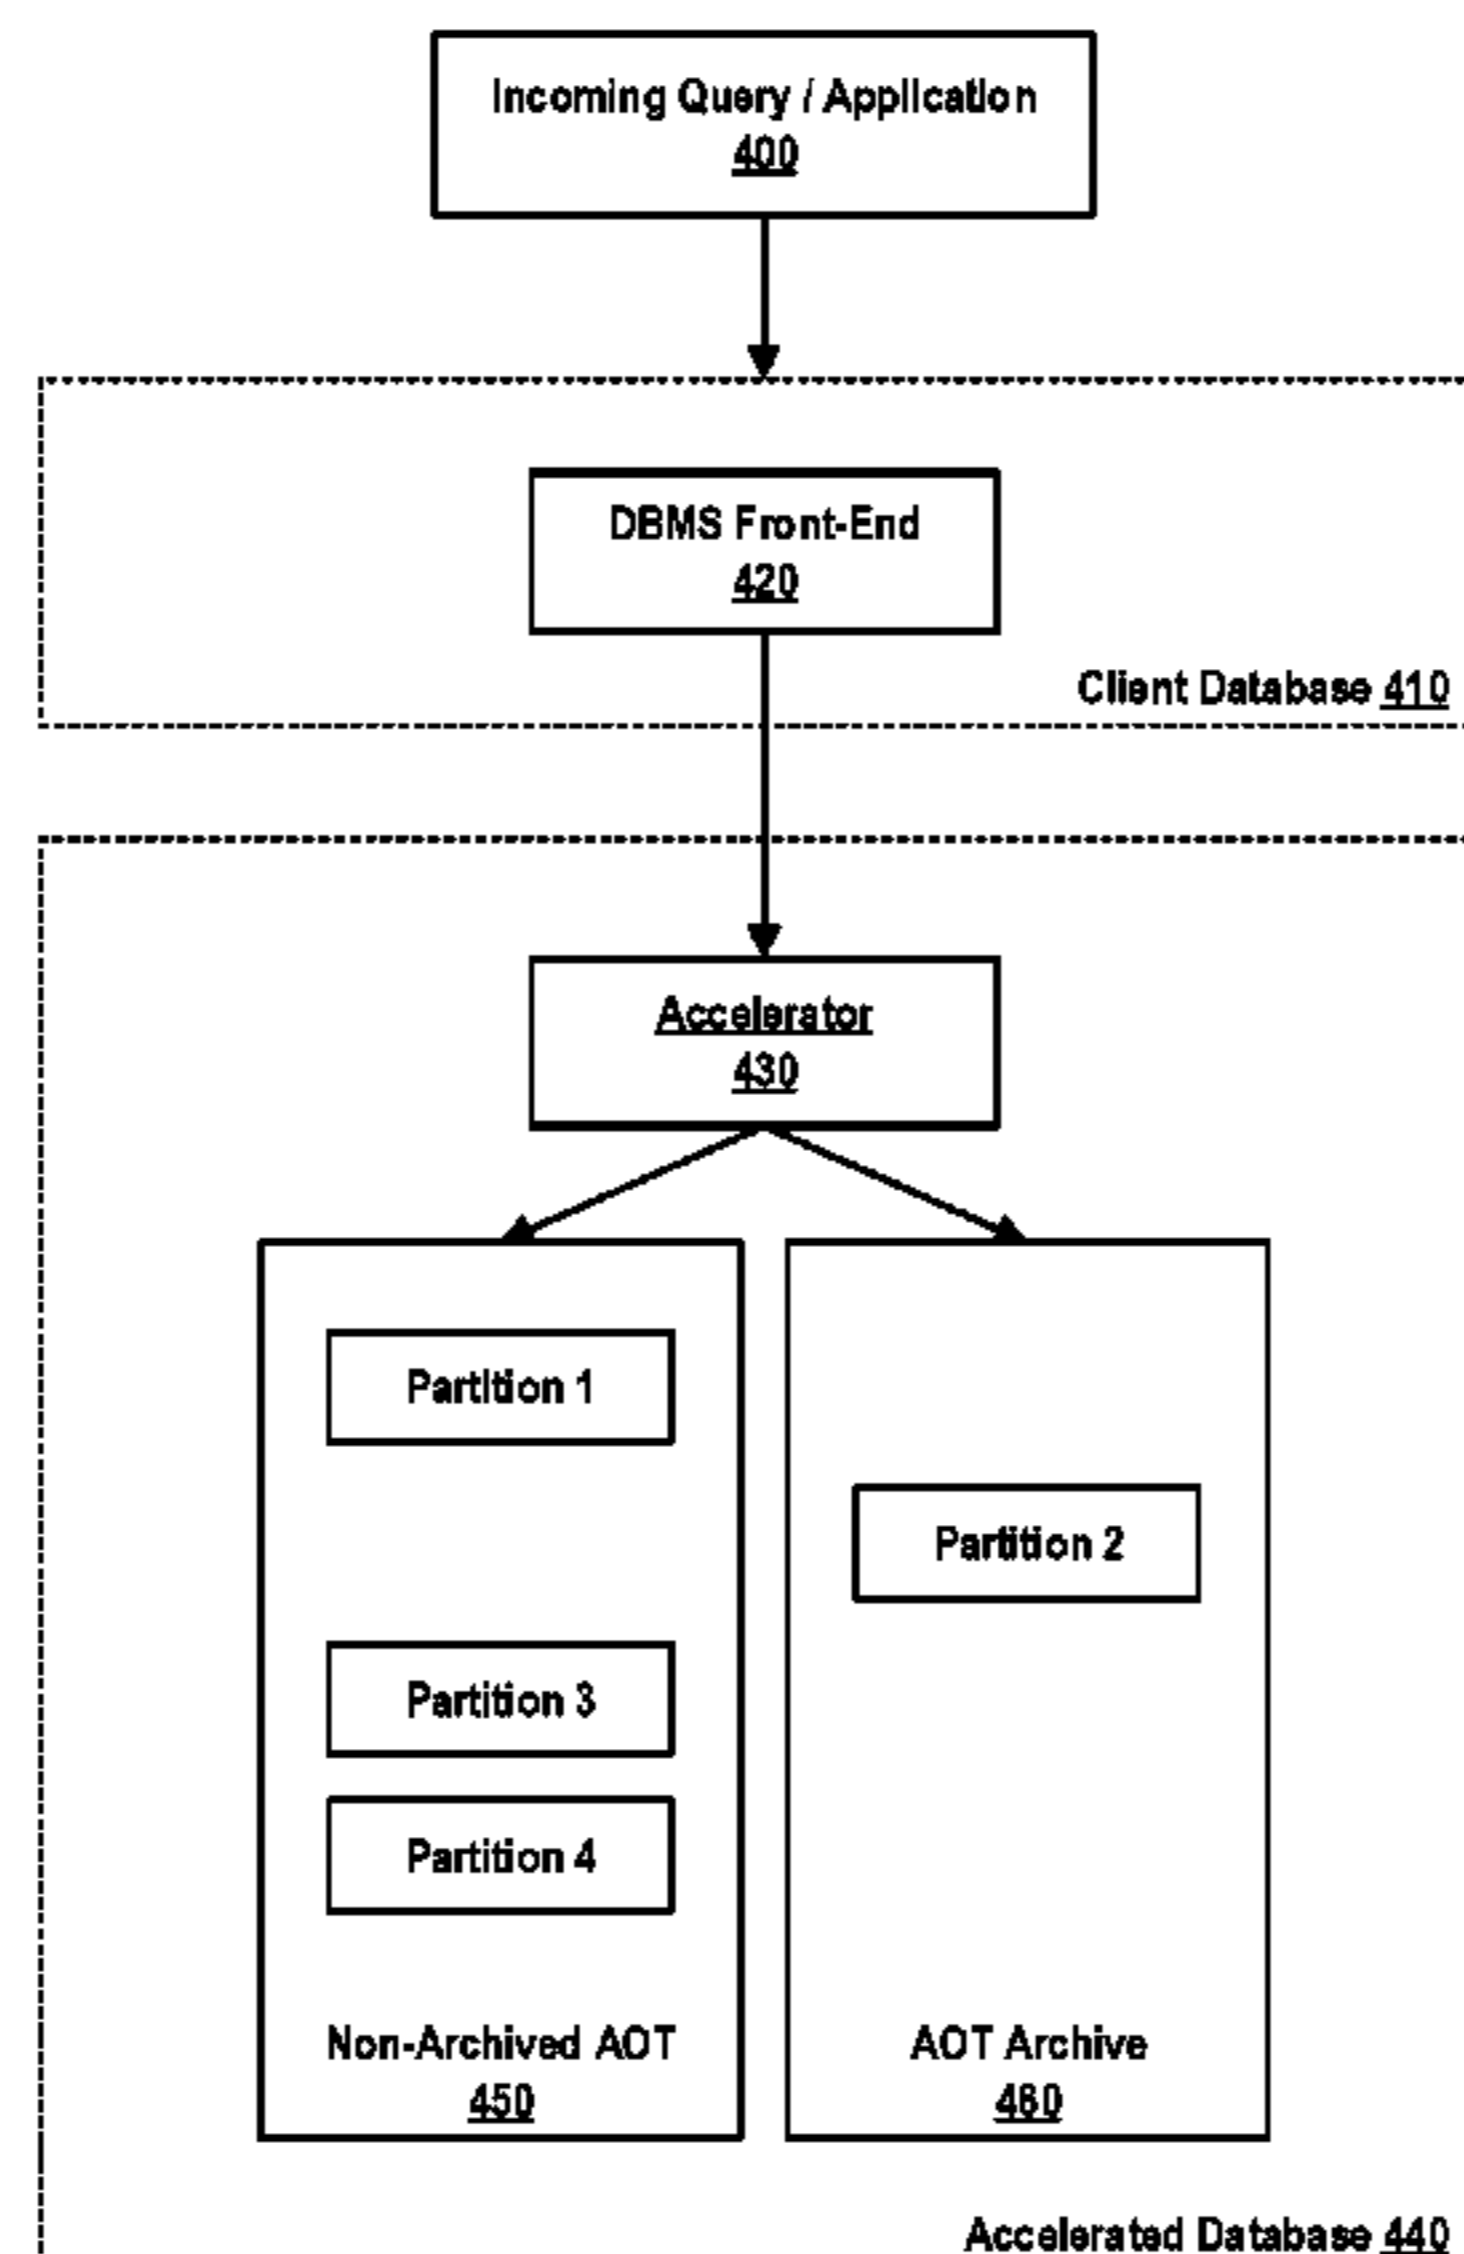 Incoming Query / Application
400
DBMS Front-End
420
Client Database 410
Accelerator
430
Partition 1
Partition 2
Partition 3
Partition 4
Non-Archived AOT
450
AOT Archive
460
Accelerated Database 440